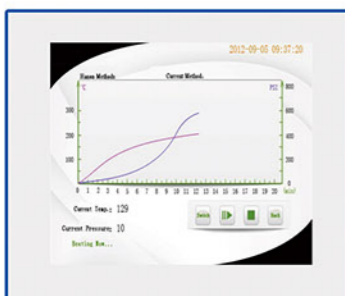 2012-09-05 09:37:20
Human Method: Current Method:
℃ PSI
300 800
600
200 400
100 200
0
0 1 2 3 4 5 6 7 8 9 10 11 12 13 14 15 16 17 18 19 20 (min)
Current Temp.: 129
Switch Back
Current Pressure: 10
Heating Now...